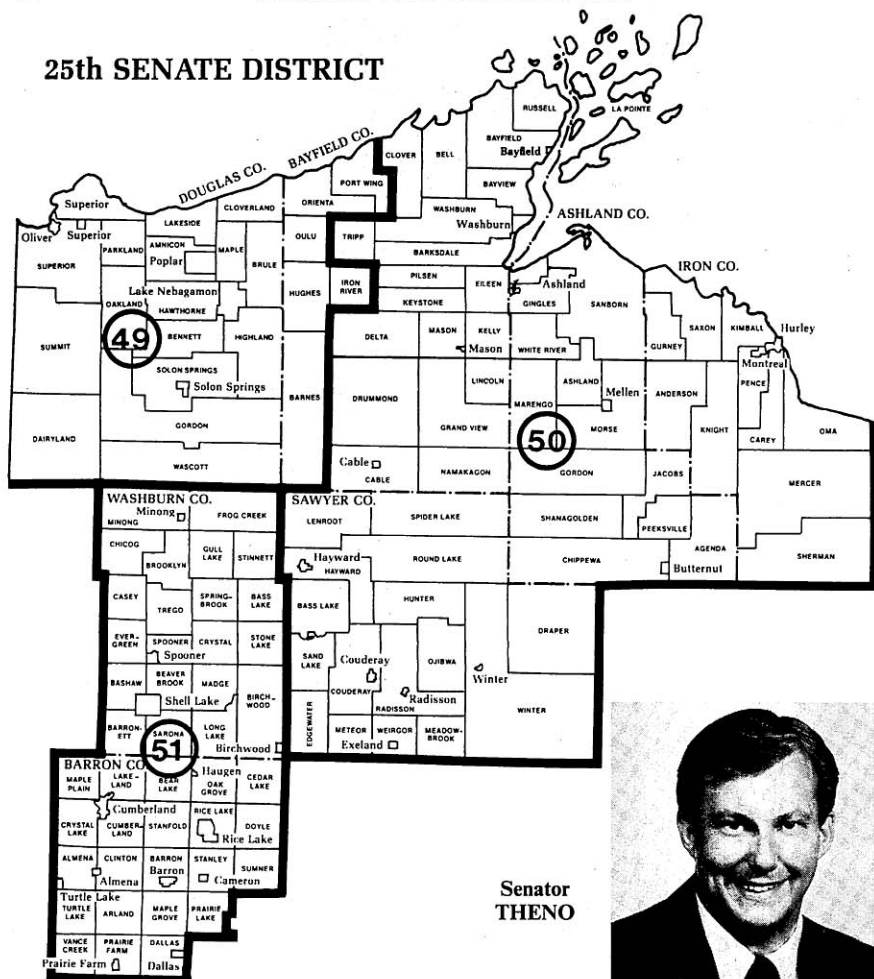 25th SENATE DISTRICT
DOUGLAS CO.
BAYFIELD CO.
ASHLAND CO.
IRON CO.
RUSSELL
LA POINTE
BAYFIELD
Bayfield
CLOVER
BELL
PORT WING
BAYVIEW
Superior
CLOVERLAND
ORIENTA
WASHBURN
Washburn
LAKESIDE
Oliver
Superior
PARKLAND
AMNICON
MAPLE
OULU
TRIPP
BARKSDALE
Poplar
BRULE
SUPERIOR
PILSEN
EILEEN
Ashland
IRON
RIVER
HUGHES
KEYSTONE
GINGLES
SANBORN
Lake Nebagamon
OAKLAND
HAWTHORNE
SAXON
KIMBALL
Hurley
49
BENNETT
HIGHLAND
DELTA
MASON
KELLY
Mason
WHITE RIVER
GURNEY
Montreal
SUMMIT
SOLON SPRINGS
Solon Springs
LINCOLN
ASHLAND
Mellen
PENCE
BARNES
DRUMMOND
MARENGO
ANDERSON
KNIGHT
GORDON
GRAND VIEW
50
MORSE
CAREY
OMA
DAIRYLAND
WASCOTT
Cable
CABLE
NAMAKAGON
GORDON
JACOBS
MERCER
WASHBURN CO.
Minong
MINONG
FROG CREEK
SAWYER CO.
LENROOT
SPIDER LAKE
SHANAGOLDEN
PEEKSVILLE
CHICOG
BROOKLYN
GULL
LAKE
STINNETT
Hayward
HAYWARD
ROUND LAKE
CHIPPEWA
AGENDA
Butternut
SHERMAN
CASEY
TREGO
SPRING-
BROOK
BASS
LAKE
BASS LAKE
HUNTER
EVER-
GREEN
SPOONER
Spooner
CRYSTAL
STONE
LAKE
SAND
LAKE
Couderay
COUDERAY
OJIBWA
DRAPER
Winter
BASHAW
BEAVER
BROOK
MADGE
Shell Lake
BIRCH-
WOOD
Radisson
RADISSON
WINTER
EDGEWATER
BARRON-
ETT
SARONA
51
LONG
LAKE
Birchwood
METEOR
WEIRGOR
MEADOW-
BROOK
Exeland
BARRON CO.
MAPLE
PLAIN
LAKE-
LAND
BEAR
LAKE
Haugen
OAK
GROVE
CEDAR
LAKE
Cumberland
RICE LAKE
CRYSTAL
LAKE
CUMBER-
LAND
STANFOLD
Rice Lake
DOYLE
ALMENA
CLINTON
BARRON
Barron
STANLEY
SUMNER
Almena
Cameron
Turtle Lake
TURTLE
LAKE
ARLAND
MAPLE
GROVE
PRAIRIE
LAKE
VANCE
CREEK
PRAIRIE
FARM
DALLAS
Prairie Farm
Dallas
Senator
THENO